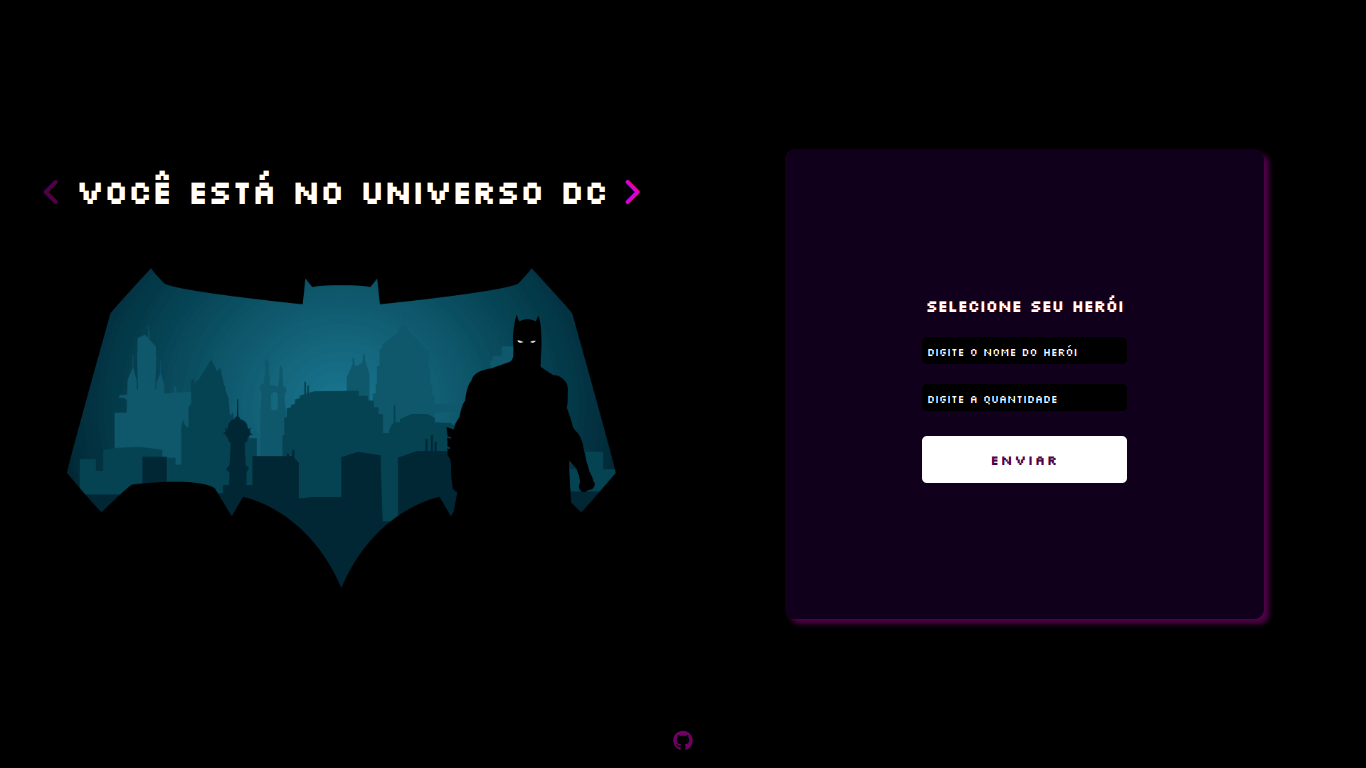 VOCÊ ESTÁ NO UNIVERSO DC
SELECIONE SEU HERÓI
DIGITE O NOME DO HERÓI
DIGITE A QUANTIDADE
ENVIAR